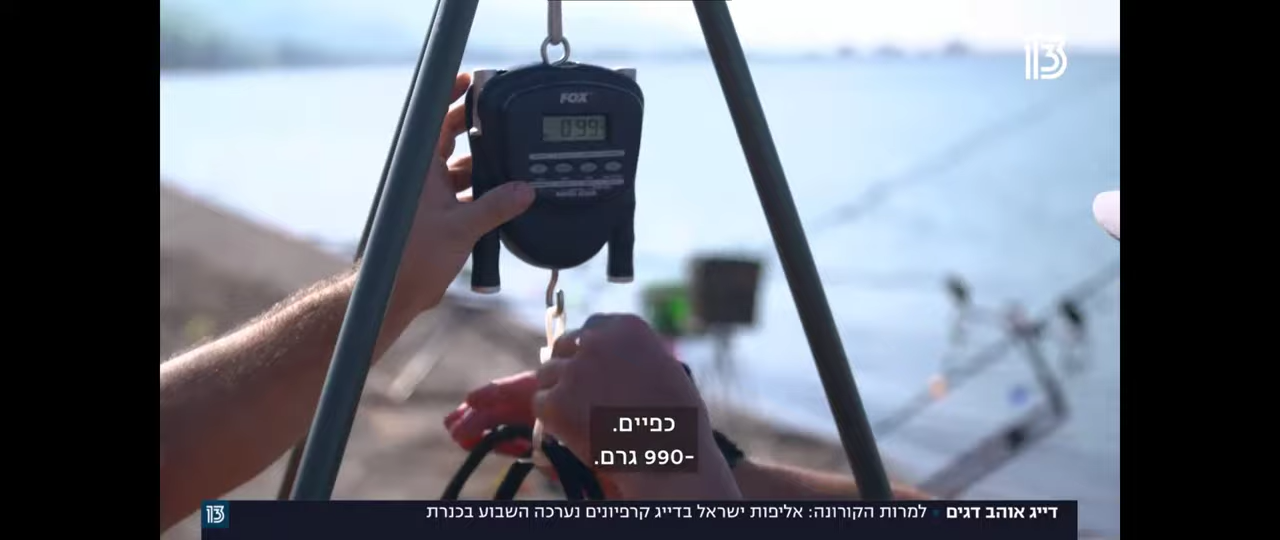 13
FOX
0.99
כפיים.
-990 גרם.
דייג אוהב דגים • למרות הקורונה: אליפות ישראל בדייג קרפיונים נערכה השבוע בכנרת
13